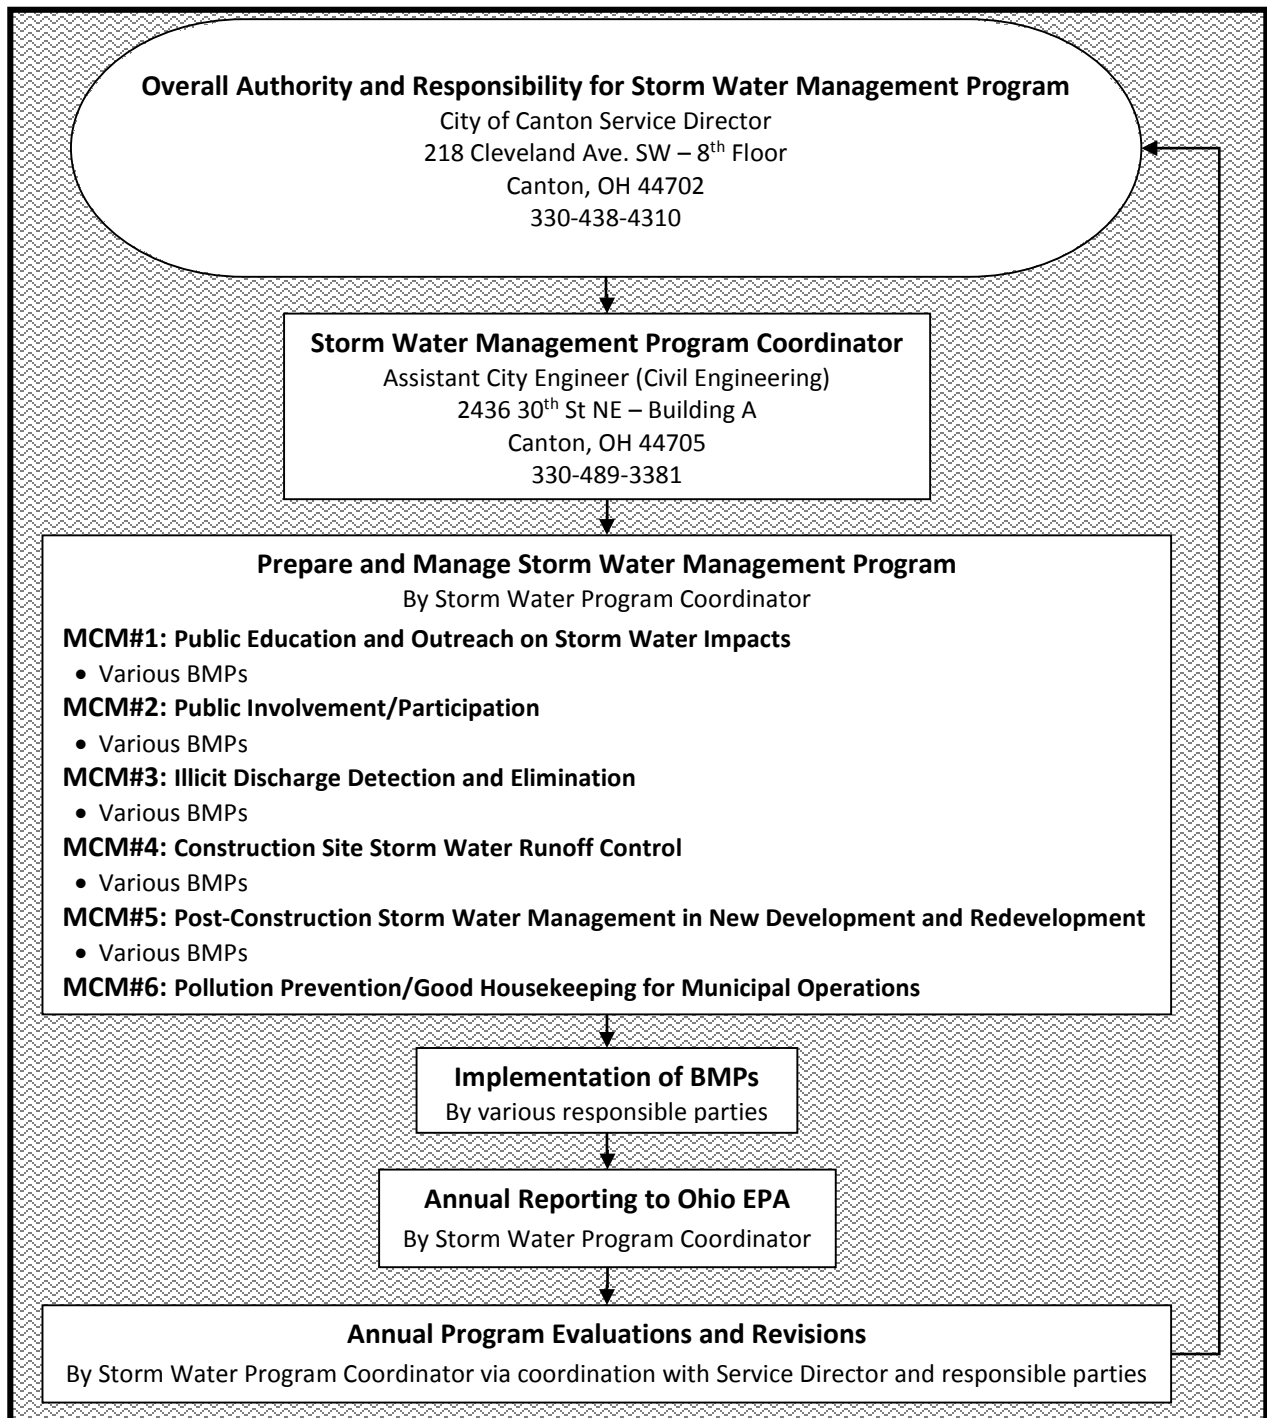 Overall Authority and Responsibility for Storm Water Management Program
City of Canton Service Director
218 Cleveland Ave. SW – 8th Floor
Canton, OH 44702
330-438-4310
Storm Water Management Program Coordinator
Assistant City Engineer (Civil Engineering)
2436 30th St NE – Building A
Canton, OH 44705
330-489-3381
Prepare and Manage Storm Water Management Program
By Storm Water Program Coordinator
MCM#1: Public Education and Outreach on Storm Water Impacts
• Various BMPs
MCM#2: Public Involvement/Participation
• Various BMPs
MCM#3: Illicit Discharge Detection and Elimination
• Various BMPs
MCM#4: Construction Site Storm Water Runoff Control
• Various BMPs
MCM#5: Post-Construction Storm Water Management in New Development and Redevelopment
• Various BMPs
MCM#6: Pollution Prevention/Good Housekeeping for Municipal Operations
Implementation of BMPs
By various responsible parties
Annual Reporting to Ohio EPA
By Storm Water Program Coordinator
Annual Program Evaluations and Revisions
By Storm Water Program Coordinator via coordination with Service Director and responsible parties